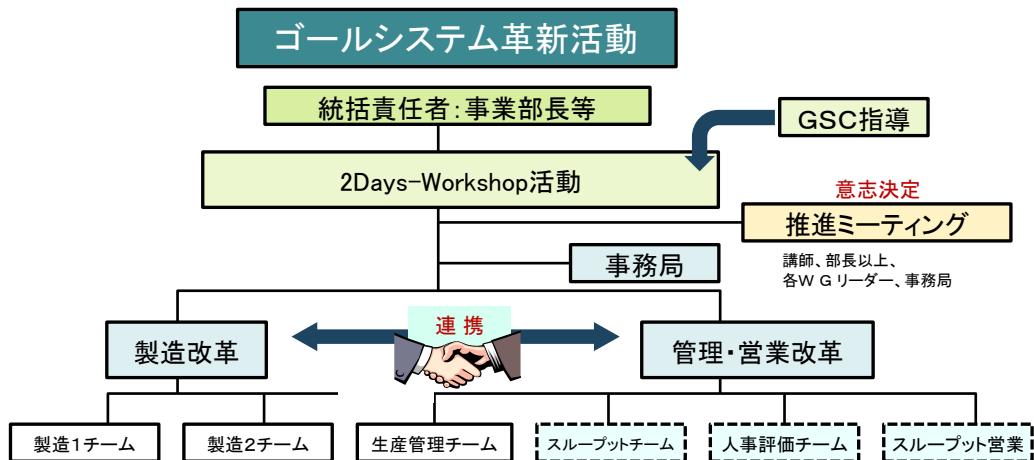 ゴールシステム革新活動
統括責任者：事業部長等
GSC指導
2Days-Workshop活動
意志決定
推進ミーティング
講師、部長以上、
各ＷＧリーダー、事務局
事務局
連 携
製造改革
管理・営業改革
製造１チーム
製造２チーム
生産管理チーム
スループットチーム
人事評価チーム
スループット営業